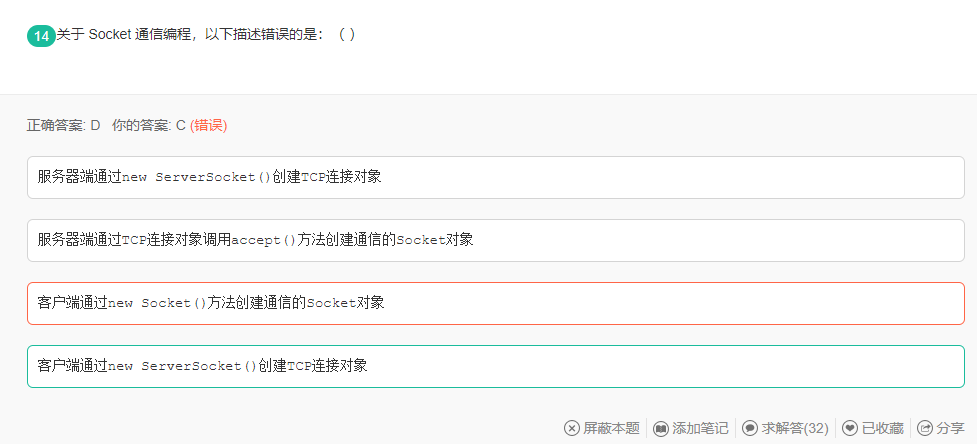 14 关于 Socket 通信编程，以下描述错误的是：（ ）
正确答案: D 你的答案: C (错误)
服务器端通过new ServerSocket()创建TCP连接对象
服务器端通过TCP连接对象调用accept()方法创建通信的Socket对象
客户端通过new Socket()方法创建通信的Socket对象
客户端通过new ServerSocket()创建TCP连接对象
屏蔽本题 添加笔记 求解答(32) 已收藏 分享